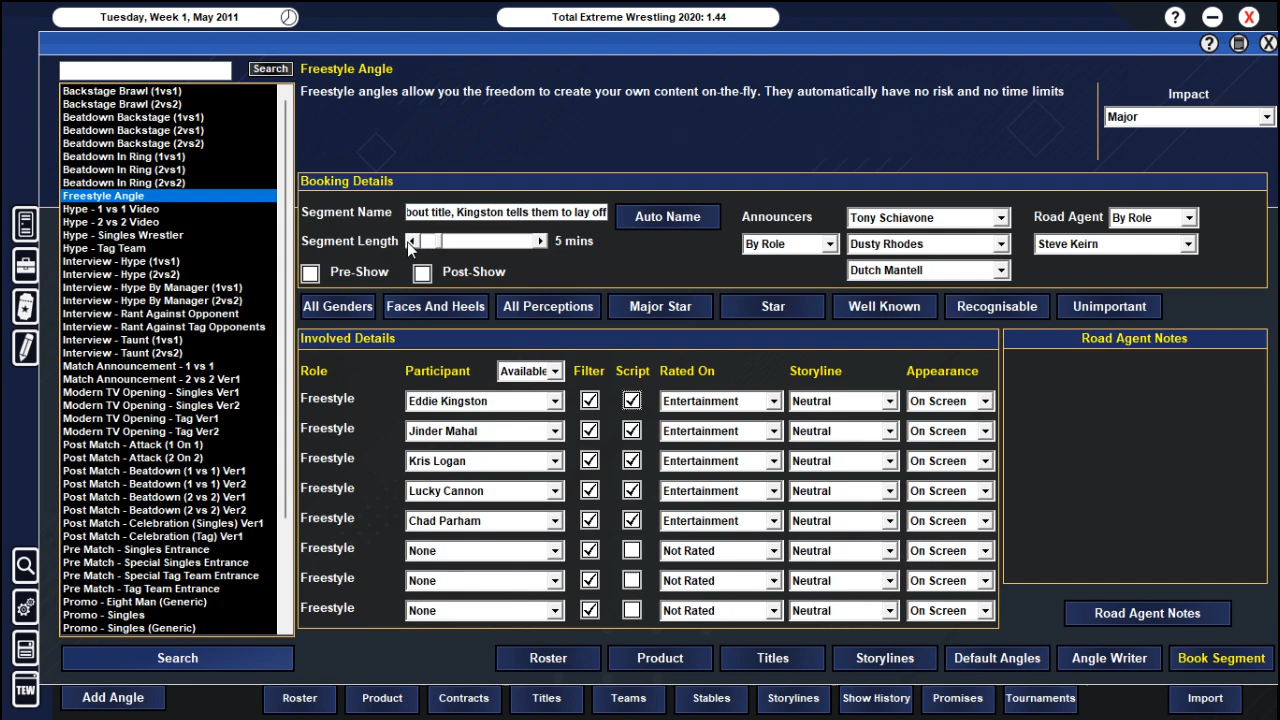 Tuesday, Week 1, May 2011
Total Extreme Wrestling 2020: 1.44
?
X
?
X
Search
Freestyle Angle
Freestyle angles allow you the freedom to create your own content on-the-fly. They automatically have no risk and no time limits
Impact
Major
Backstage Brawl (1vs1)
Backstage Brawl (2vs2)
Beatdown Backstage (1vs1)
Beatdown Backstage (2vs1)
Beatdown Backstage (2vs2)
Beatdown In Ring (1vs1)
Beatdown In Ring (2vs1)
Beatdown In Ring (2vs2)
Freestyle Angle
Hype - 1 vs 1 Video
Hype - 2 vs 2 Video
Hype - Singles Wrestler
Hype - Tag Team
Interview - Hype (1vs1)
Interview - Hype (2vs2)
Interview - Hype By Manager (1vs1)
Interview - Hype By Manager (2vs2)
Interview - Rant Against Opponent
Interview - Rant Against Tag Opponents
Interview - Taunt (1vs1)
Interview - Taunt (2vs2)
Match Announcement - 1 vs 1
Match Announcement - 2 vs 2 Ver1
Modern TV Opening - Singles Ver1
Modern TV Opening - Singles Ver2
Modern TV Opening - Tag Ver1
Modern TV Opening - Tag Ver2
Post Match - Attack (1 On 1)
Post Match - Attack (2 On 2)
Post Match - Beatdown (1 vs 1) Ver1
Post Match - Beatdown (1 vs 1) Ver2
Post Match - Beatdown (2 vs 2) Ver1
Post Match - Beatdown (2 vs 2) Ver2
Post Match - Celebration (Singles) Ver1
Post Match - Celebration (Tag) Ver1
Pre Match - Singles Entrance
Pre Match - Special Singles Entrance
Pre Match - Special Tag Team Entrance
Pre Match - Tag Team Entrance
Promo - Eight Man (Generic)
Promo - Singles
Promo - Singles (Generic)
Search
Booking Details
Segment Name
bout title, Kingston tells them to lay off
Auto Name
Announcers
Tony Schiavone
Road Agent
By Role
Segment Length
5 mins
By Role
Dusty Rhodes
Steve Keirn
Pre-Show
Post-Show
Dutch Mantell
All Genders
Faces And Heels
All Perceptions
Major Star
Star
Well Known
Recognisable
Unimportant
Involved Details
Road Agent Notes
Role
Participant
Available
Filter
Script
Rated On
Storyline
Appearance
Freestyle
Eddie Kingston
Entertainment
Neutral
On Screen
Freestyle
Jinder Mahal
Entertainment
Neutral
On Screen
Freestyle
Kris Logan
Entertainment
Neutral
On Screen
Freestyle
Lucky Cannon
Entertainment
Neutral
On Screen
Freestyle
Chad Parham
Entertainment
Neutral
On Screen
Freestyle
None
Not Rated
Neutral
On Screen
Freestyle
None
Not Rated
Neutral
On Screen
Freestyle
None
Not Rated
Neutral
On Screen
Road Agent Notes
Roster
Product
Titles
Storylines
Default Angles
Angle Writer
Book Segment
TEW
Add Angle
Roster
Product
Contracts
Titles
Teams
Stables
Storylines
Show History
Promises
Tournaments
Import